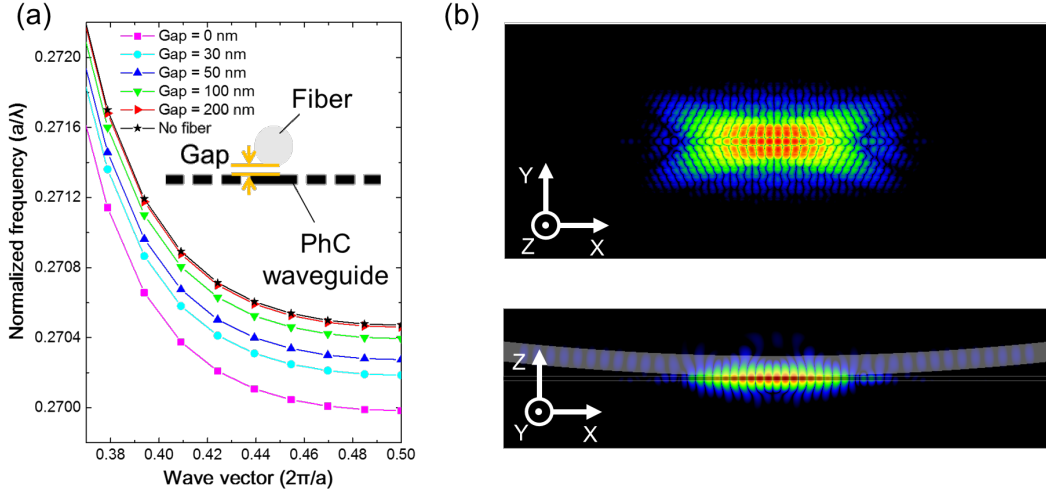 (a)
Normalized frequency (a/λ)
0.2720
0.2716
0.2712
0.2708
0.2704
0.2700
Gap = 0 nm
Gap = 30 nm
Gap = 50 nm
Gap = 100 nm
Gap = 200 nm
No fiber
Fiber
Gap
PhC
waveguide
0.38 0.40 0.42 0.44 0.46 0.48 0.50
Wave vector (2π/a)
(b)
Y
Z X
Z
Y X